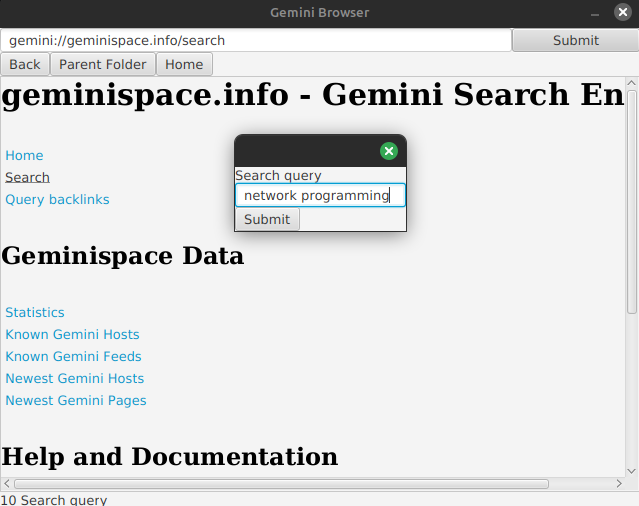 Gemini Browser
gemini://geminispace.info/search
Submit
Back
Parent Folder
Home
geminispace.info - Gemini Search En
Home
Search
Query backlinks
Search query
network programming
Submit
Geminispace Data
Statistics
Known Gemini Hosts
Known Gemini Feeds
Newest Gemini Hosts
Newest Gemini Pages
Help and Documentation
10 Search query